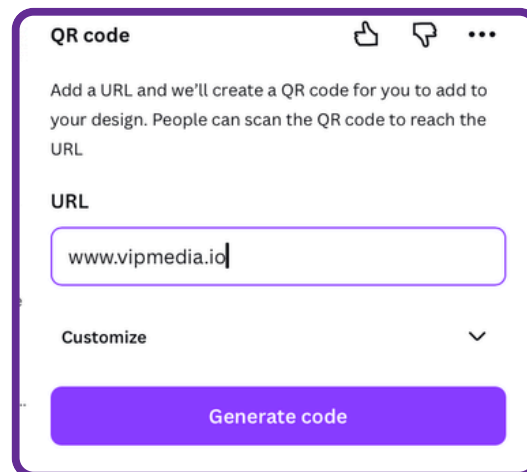 QR code
Add a URL and we'll create a QR code for you to add to
your design. People can scan the QR code to reach the
URL
URL
www.vipmedia.io
Customize
Generate code